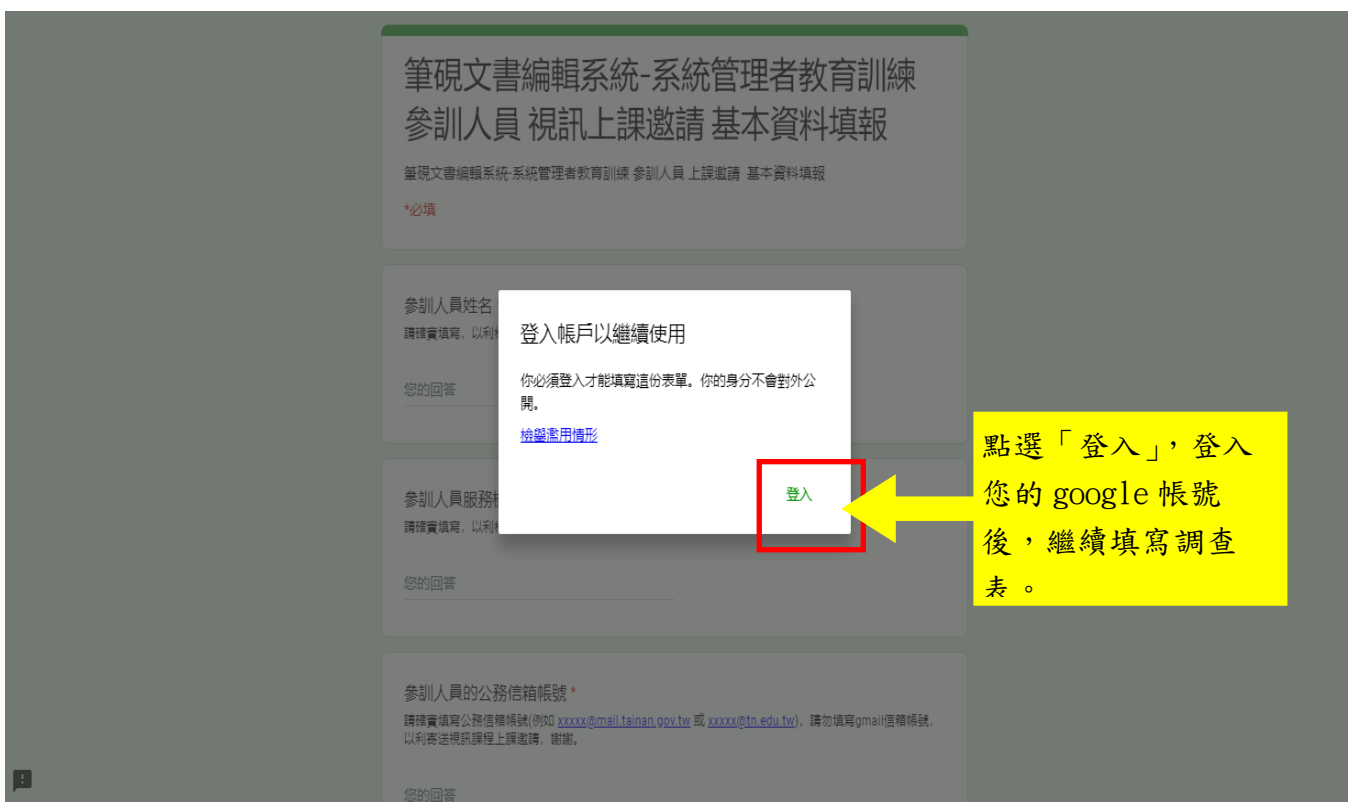 筆硯文書編輯系統-系統管理者教育訓練
參訓人員 視訊上課邀請 基本資料填報
筆硯文書編輯系統-系統管理者教育訓練 參訓人員 上課邀請 基本資料填報
*必填
參訓人員姓名
請確實填寫，以利
您的回答
登入帳戶以繼續使用
你必須登入才能填寫這份表單。你的身分不會對外公
開。
檢舉濫用情形
登入
點選「登入」，登入
您的 google 帳號
後，繼續填寫調查
表。
參訓人員服務
請確實填寫，以利
您的回答
參訓人員的公務信箱帳號 *
請確實填寫公務信箱帳號(例如 xxxxx@mail.tainan.gov.tw 或 xxxxx@tn.edu.tw)，請勿填寫gmail信箱帳號，
以利寄送視訊課程上課邀請，謝謝。
您的回答